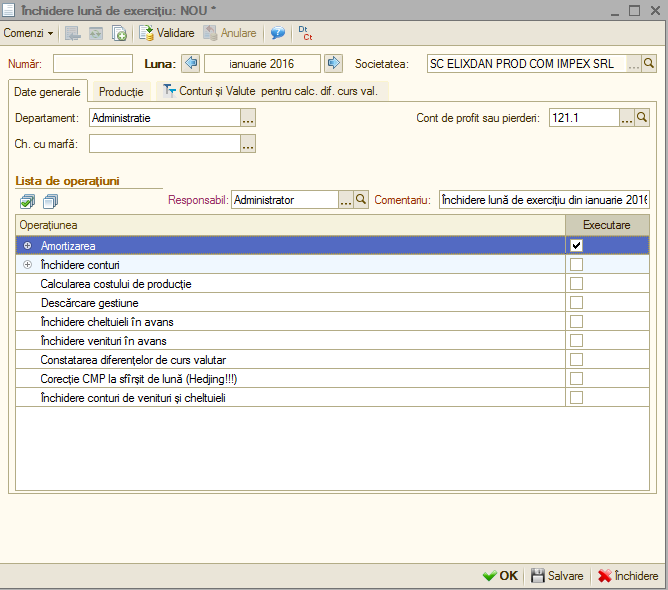 Închidere lună de exercițiu: NOU *
Comenzi Validare Anulare Dt Ct
Număr: Luna: ianuarie 2016 Societatea: SC ELIXDAN PROD COM IMPEX SRL ...
Date generale Producție Tт Conturi și Valute pentru calc. dif. curs val.
Departament: Administratie ... Cont de profit sau pierderi: 121.1 ...
Ch. cu marfă: ...
Lista de operațiuni
Responsabil: Administrator ... Comentariu: Închidere lună de exercițiu din ianuarie 2016
Operațiunea Executare
Amortizarea
Închidere conturi
Calcularea costului de producție
Descărcare gestiune
Închidere cheltuieli în avans
Închidere venituri în avans
Constatarea diferențelor de curs valutar
Corecție CMP la sfîrșit de lună (Hedjing!!!)
Închidere conturi de venituri și cheltuieli
OK Salvare Închidere